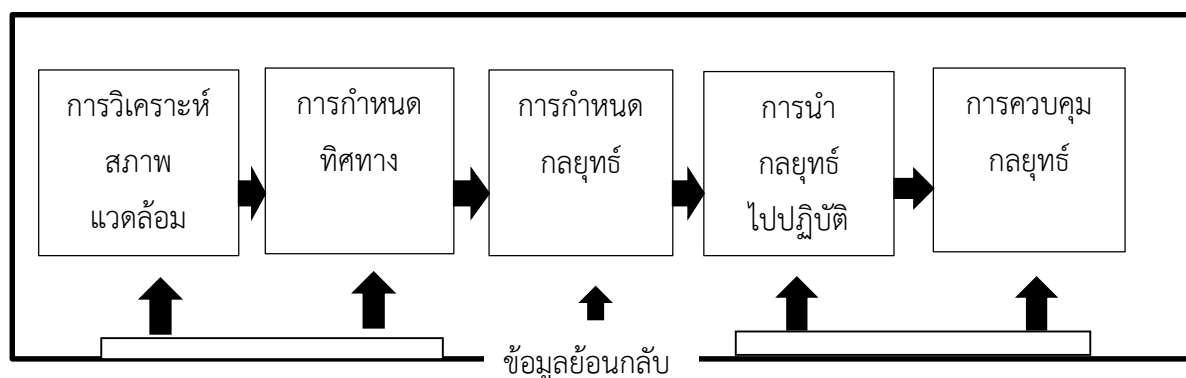 การวิเคราะห์
สภาพ
แวดล้อม
การกำหนด
ทิศทาง
การกำหนด
กลยุทธ์
การนำ
กลยุทธ์
ไปปฏิบัติ
การควบคุม
กลยุทธ์
ข้อมูลย้อนกลับ